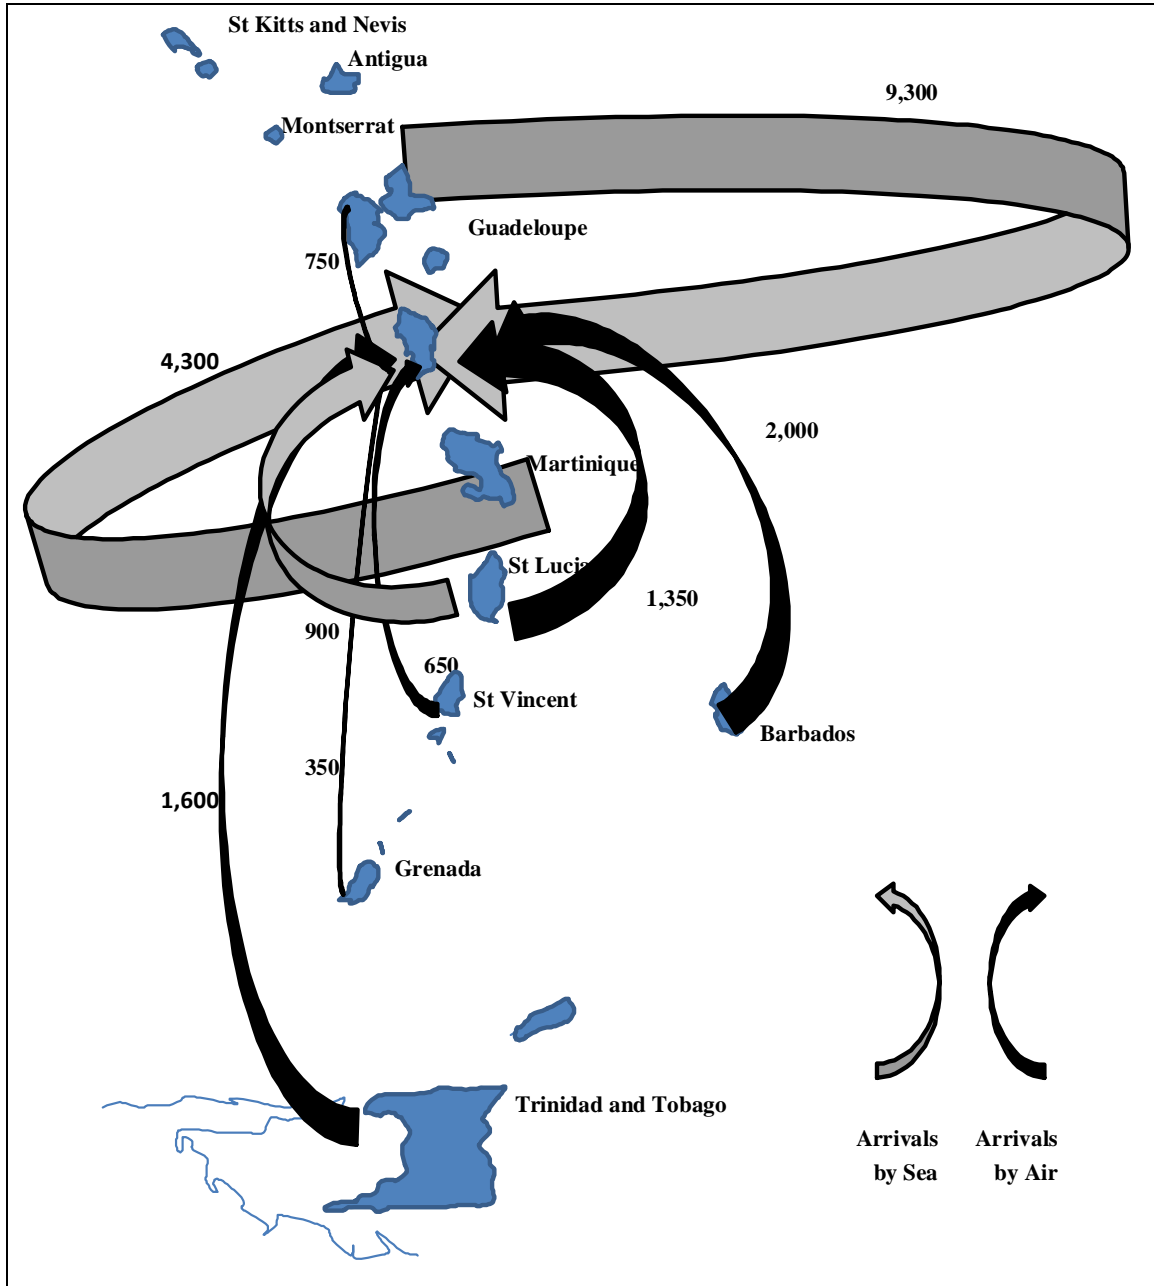 St Kitts and Nevis
Antigua
9,300
Montserrat
Guadeloupe
750
4,300
2,000
Martinique
St Lucia
1,350
900
650
St Vincent
Barbados
350
1,600
Grenada
Trinidad and Tobago
Arrivals
by Sea
Arrivals
by Air